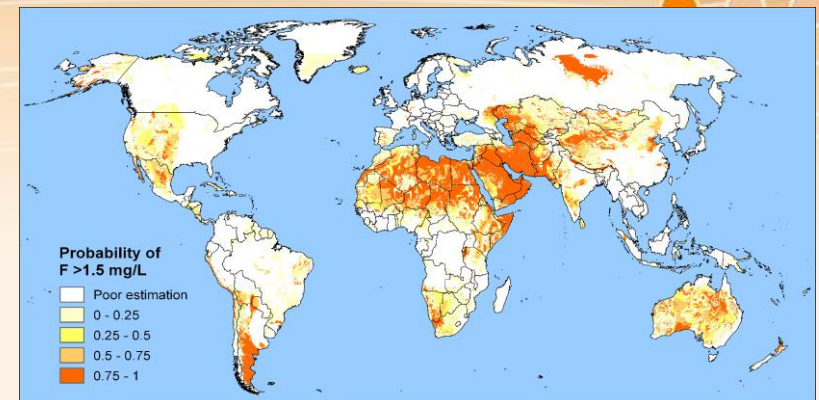 Probability of
F >1.5 mg/L
Poor estimation
0 - 0.25
0.25 - 0.5
0.5 - 0.75
0.75 - 1